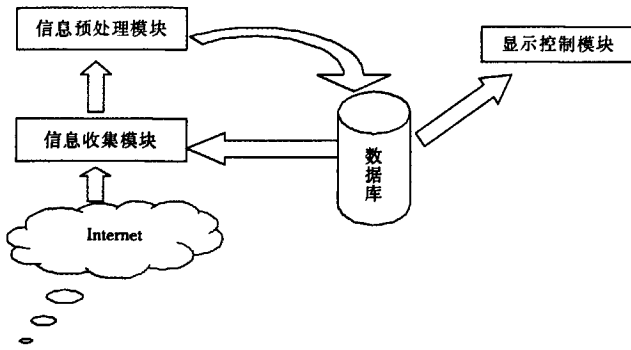 信息预处理模块
显示控制模块
信息收集模块
数据库
Internet